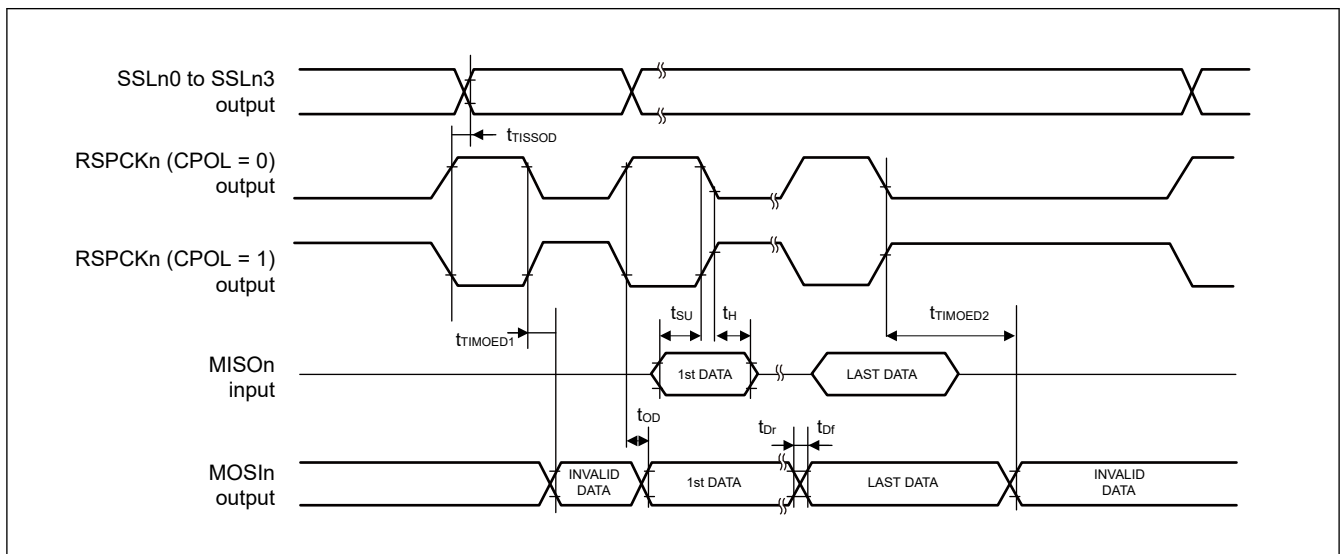 SSLn0 to SSLn3
output
tTISSOD
RSPCKn (CPOL = 0)
output
RSPCKn (CPOL = 1)
output
tSU
tH
tTIMOED1
tTIMOED2
MISOn
input
1st DATA
LAST DATA
tOD
tDr
tDf
MOSIn
output
INVALID
DATA
1st DATA
LAST DATA
INVALID
DATA